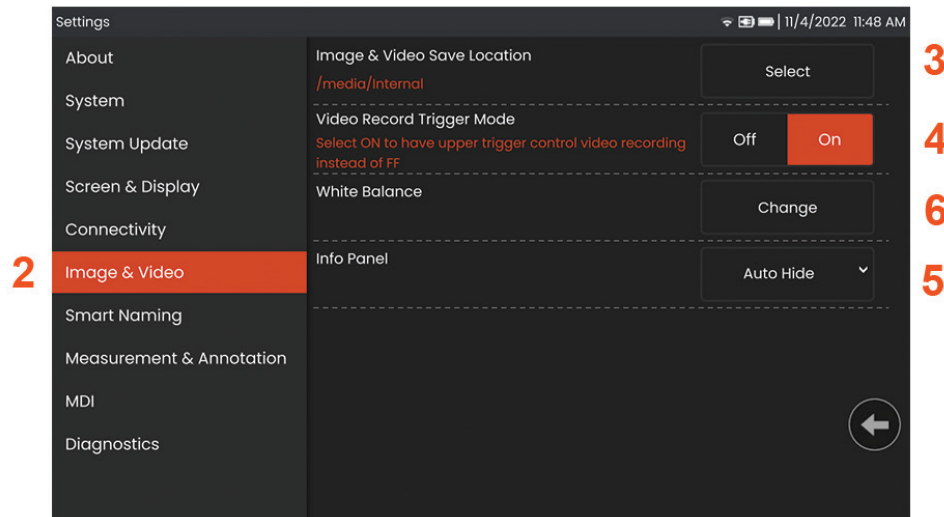 Settings
11/4/2022 11:48 AM
About
System
System Update
Screen & Display
Connectivity
2
Image & Video
Smart Naming
Measurement & Annotation
MDI
Diagnostics
Image & Video Save Location
/media/Internal
Select
3
Video Record Trigger Mode
Select ON to have upper trigger control video recording
instead of FF
Off On
4
White Balance
Change
6
Info Panel
Auto Hide
5